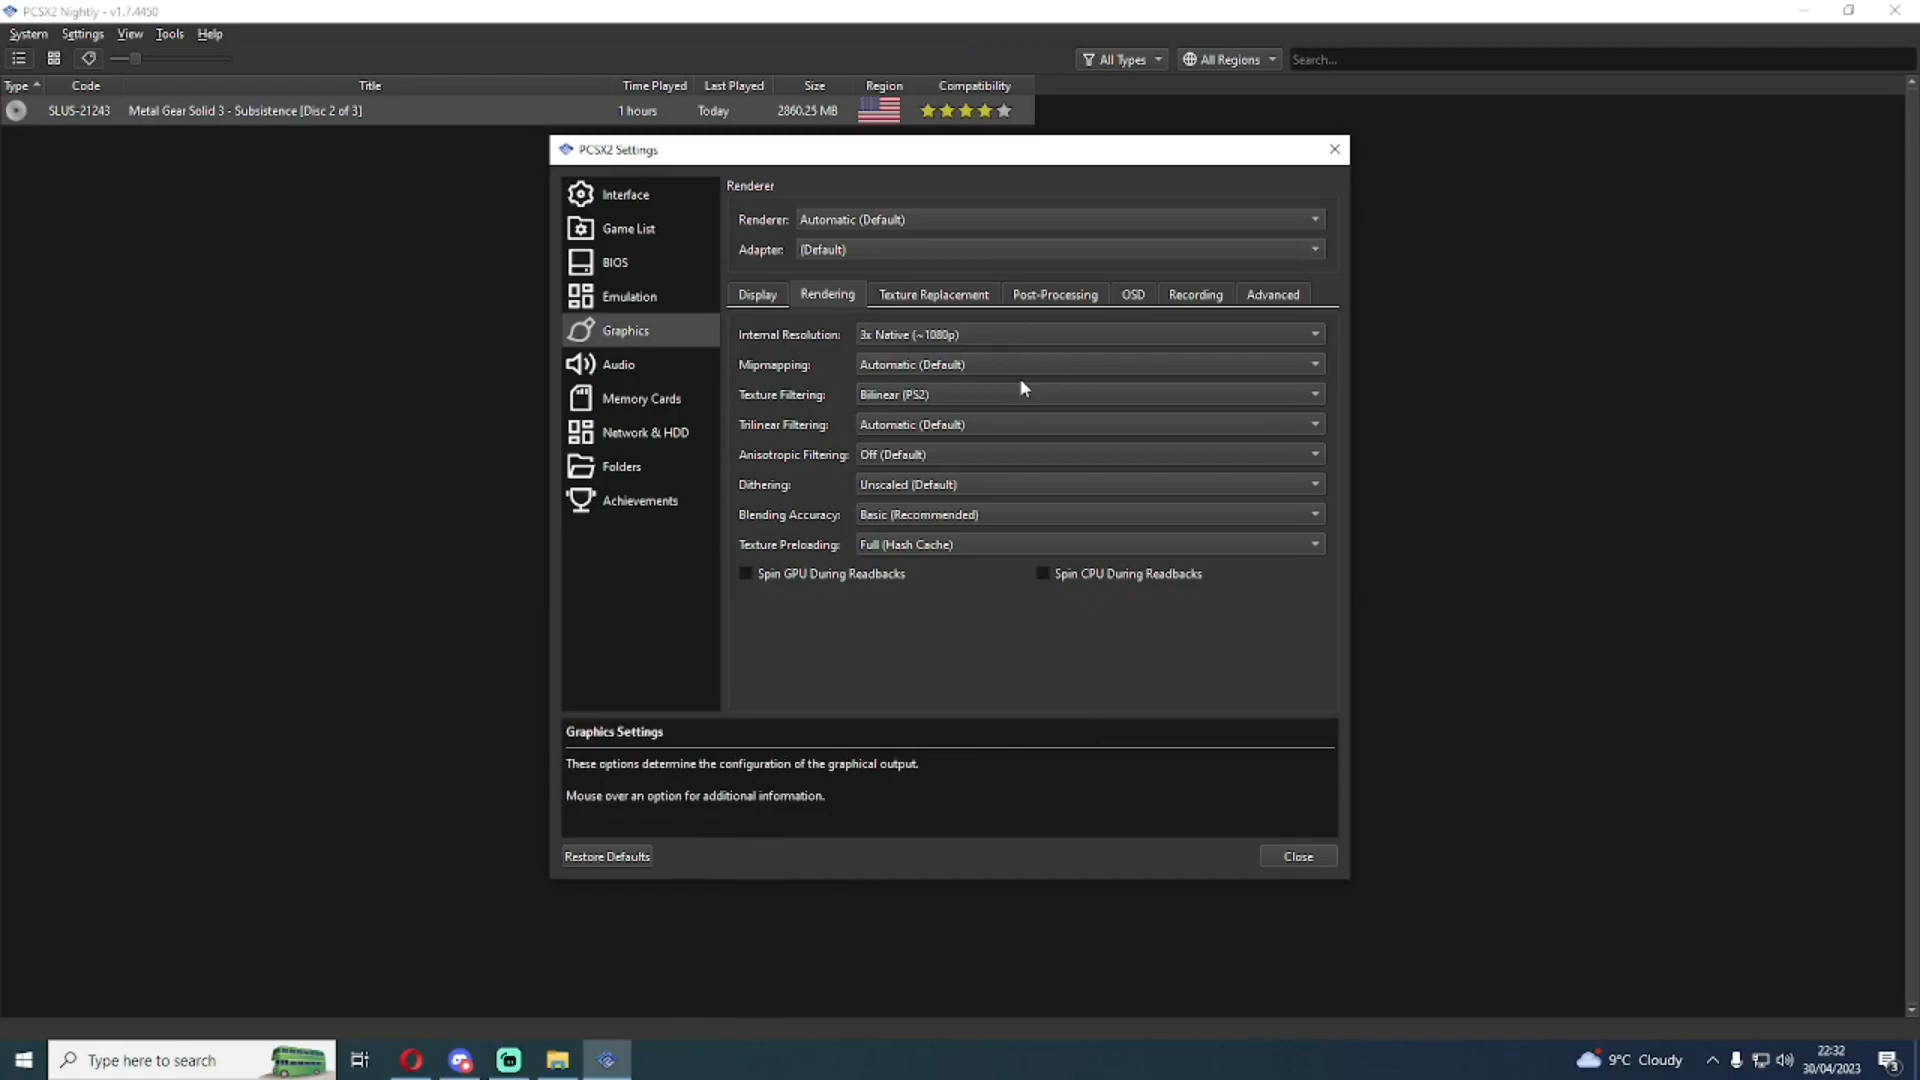 PCSX2 Nightly - v1.7.4450
System Settings View Tools Help
All Types All Regions Search...
Type Code Title Time Played Last Played Size Region Compatibility
SLUS-21243 Metal Gear Solid 3 - Subsistence [Disc 2 of 3] 1 hours Today 2860.25 MB
PCSX2 Settings
Interface
Game List
BIOS
Emulation
Graphics
Audio
Memory Cards
Network & HDD
Folders
Achievements
Renderer
Renderer: Automatic (Default)
Adapter: (Default)
Display Rendering Texture Replacement Post-Processing OSD Recording Advanced
Internal Resolution: 3x Native (~1080p)
Mipmapping: Automatic (Default)
Texture Filtering: Bilinear (PS2)
Trilinear Filtering: Automatic (Default)
Anisotropic Filtering: Off (Default)
Dithering: Unscaled (Default)
Blending Accuracy: Basic (Recommended)
Texture Preloading: Full (Hash Cache)
Spin GPU During Readbacks Spin CPU During Readbacks
Graphics Settings
These options determine the configuration of the graphical output.
Mouse over an option for additional information.
Restore Defaults Close
Type here to search
9°C Cloudy
22:32
30/04/2023
3